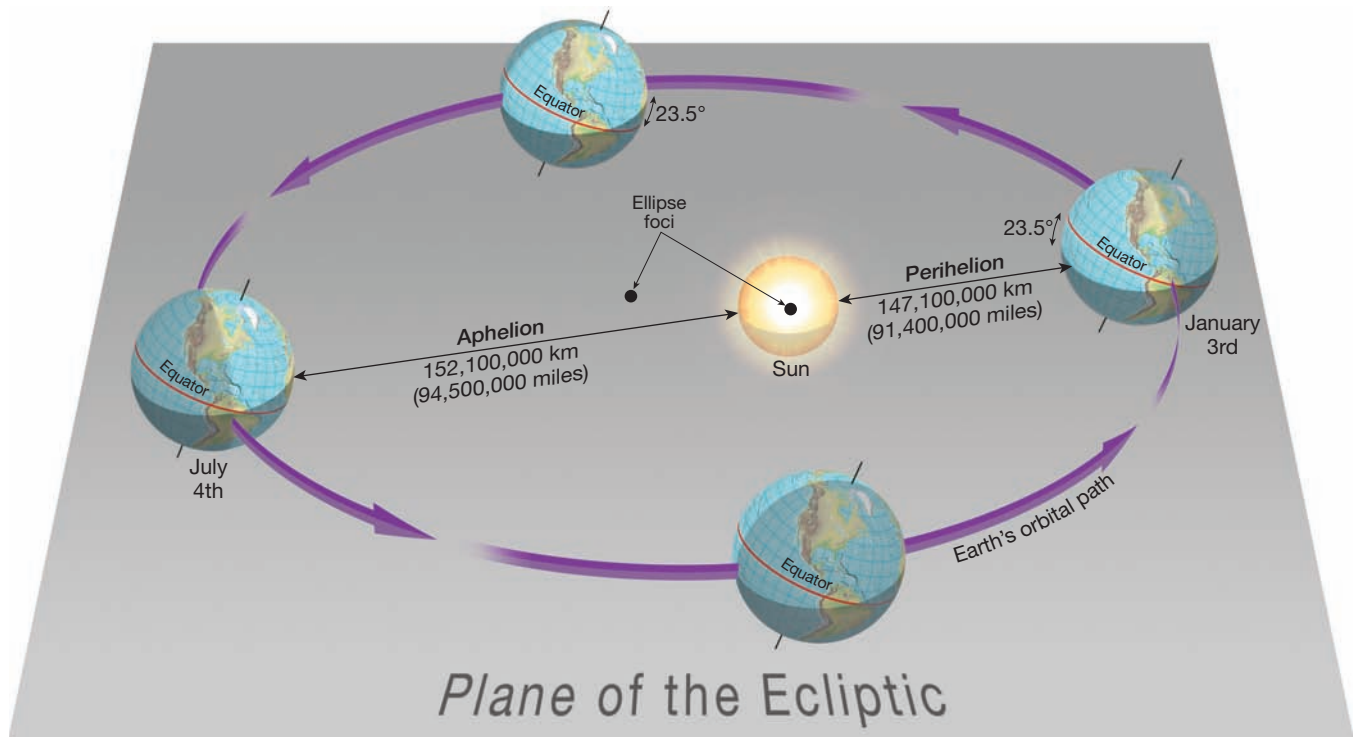 Equator
23.5°
Ellipse
foci
23.5°
Equator
Perihelion
147,100,000 km
(91,400,000 miles)
January
3rd
Aphelion
152,100,000 km
(94,500,000 miles)
Sun
Equator
July
4th
Equator
Earth's orbital path
Plane of the Ecliptic